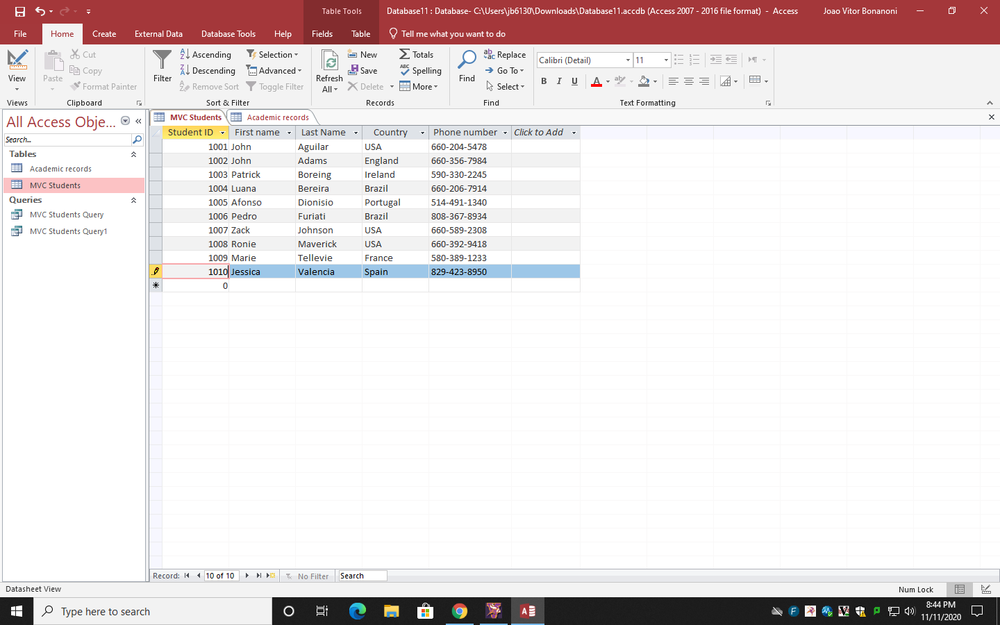 Table Tools
Database11 : Database- C:\Users\jb6130\Downloads\Database11.accdb (Access 2007 - 2016 file format) - Access
Joao Vitor Bonanoni
File Home Create External Data Database Tools Help Fields Table Tell me what you want to do
View
Views
Paste
Cut
Copy
Format Painter
Clipboard
Filter
Ascending
Descending
Remove Sort
Selection
Advanced
Toggle Filter
Sort & Filter
Refresh
All
New
Save
Delete
Totals
Spelling
More
Records
Find
Replace
Go To
Select
Find
Calibri (Detail) 11
B I U
Text Formatting
All Access Obje...
Search...
Tables
Academic records
MVC Students
Queries
MVC Students Query
MVC Students Query1
MVC Students Academic records
Student ID First name Last Name Country Phone number Click to Add
1001 John Aguilar USA 660-204-5478
1002 John Adams England 660-356-7984
1003 Patrick Boreing Ireland 590-330-2245
1004 Luana Bereira Brazil 660-206-7914
1005 Afonso Dionisio Portugal 514-491-1340
1006 Pedro Furiati Brazil 808-367-8934
1007 Zack Johnson USA 660-589-2308
1008 Ronie Maverick USA 660-392-9418
1009 Marie Tellevie France 580-389-1233
1010 Jessica Valencia Spain 829-423-8950
0
Record: 10 of 10 No Filter Search
Datasheet View
Num Lock
Type here to search
8:44 PM
11/11/2020